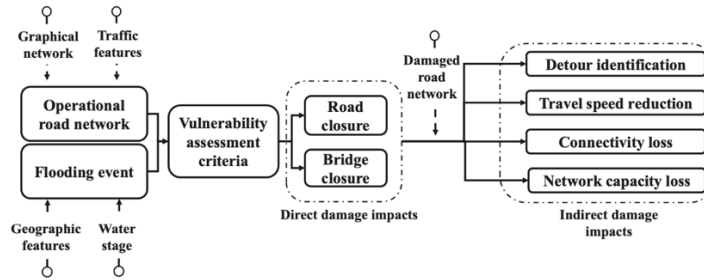 Graphical
network
Traffic
features
Operational
road network
Flooding event
Geographic
features
Water
stage
Vulnerability
assessment
criteria
Road
closure
Bridge
closure
Direct damage impacts
Damaged
road
network
Detour identification
Travel speed reduction
Connectivity loss
Network capacity loss
Indirect damage
impacts